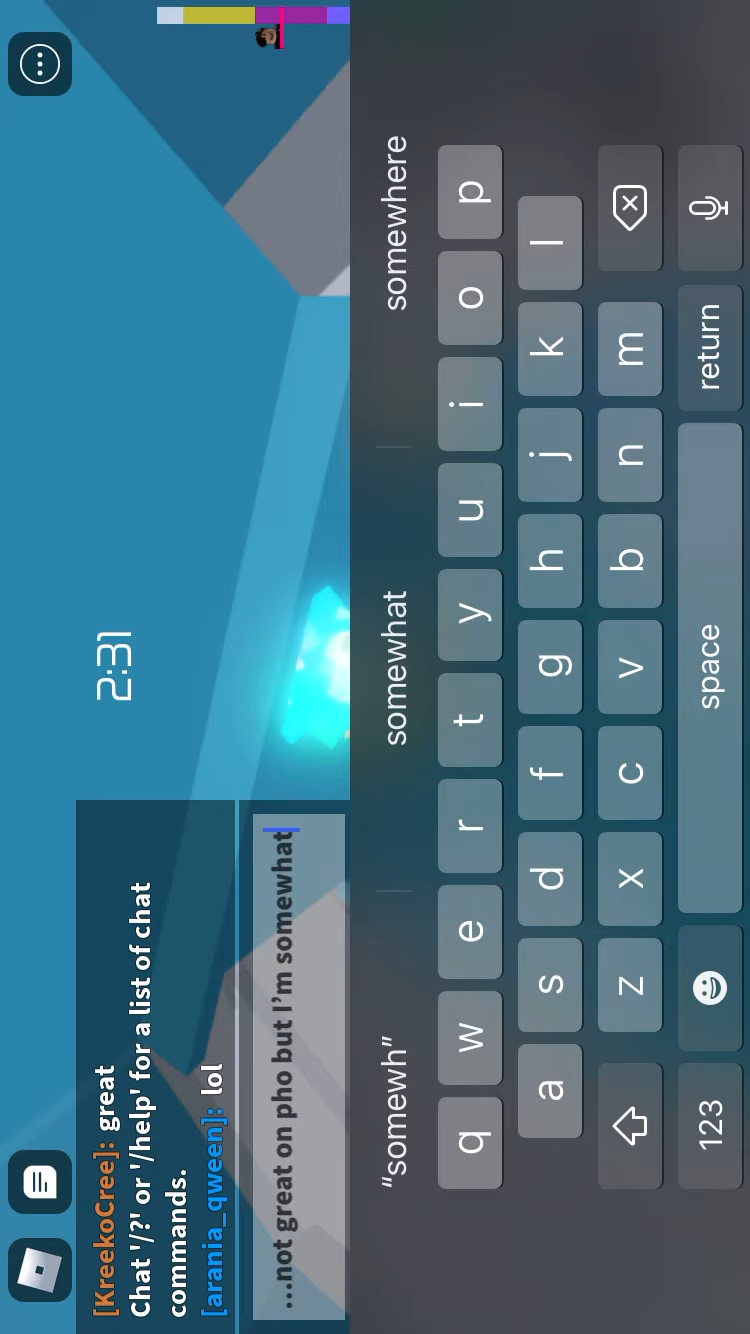 2:31
[KreekoCree]: great
Chat '/?' or '/help' for a list of chat
commands.
[arania_qween]: lol
...not great on pho but I'm somewhat
"somewh"
somewhat
somewhere
q w e r t y u i o p
a s d f g h j k l
z x c v b n m
123
space
return